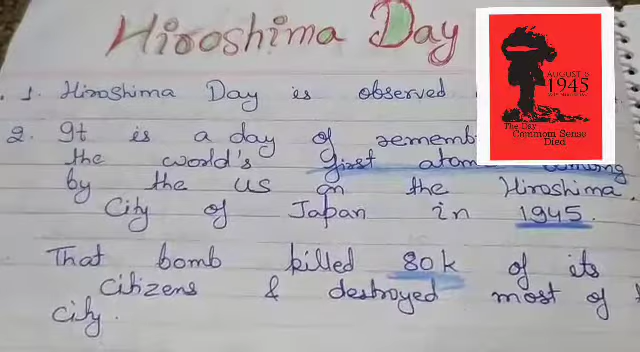 Hiroshima Day
1. Hiroshima Day is observed
2. It is a day of rememb
the world's first atom
by the US on the Hiroshima
City of Japan in 1945.
That bomb killed 80k of its
citizens & destroyed most of
city.
AUGUST 6
1945
The Day
Common Sense
Died